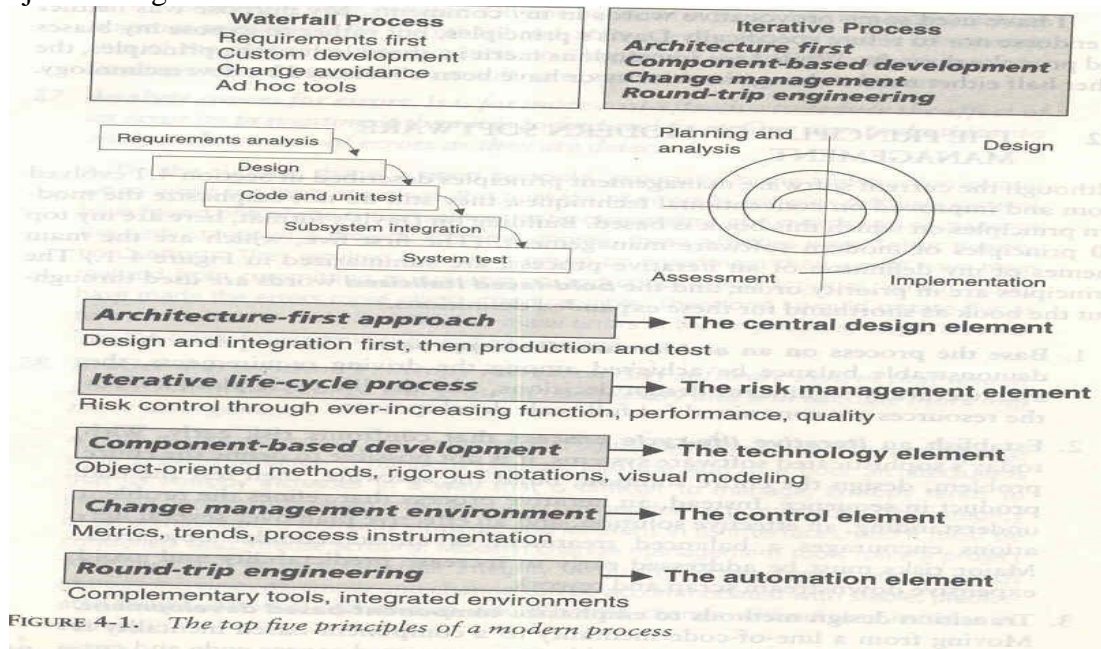 Waterfall Process
Requirements first
Custom development
Change avoidance
Ad hoc tools
Iterative Process
Architecture first
Component-based development
Change management
Round-trip engineering
Requirements analysis
Design
Code and unit test
Subsystem integration
System test
Planning and
analysis
Design
Assessment
Implementation
Architecture-first approach
The central design element
Design and integration first, then production and test
Iterative life-cycle process
The risk management element
Risk control through ever-increasing function, performance, quality
Component-based development
The technology element
Object-oriented methods, rigorous notations, visual modeling
Change management environment
The control element
Metrics, trends, process instrumentation
Round-trip engineering
The automation element
Complementary tools, integrated environments
FIGURE 4-1. The top five principles of a modern process